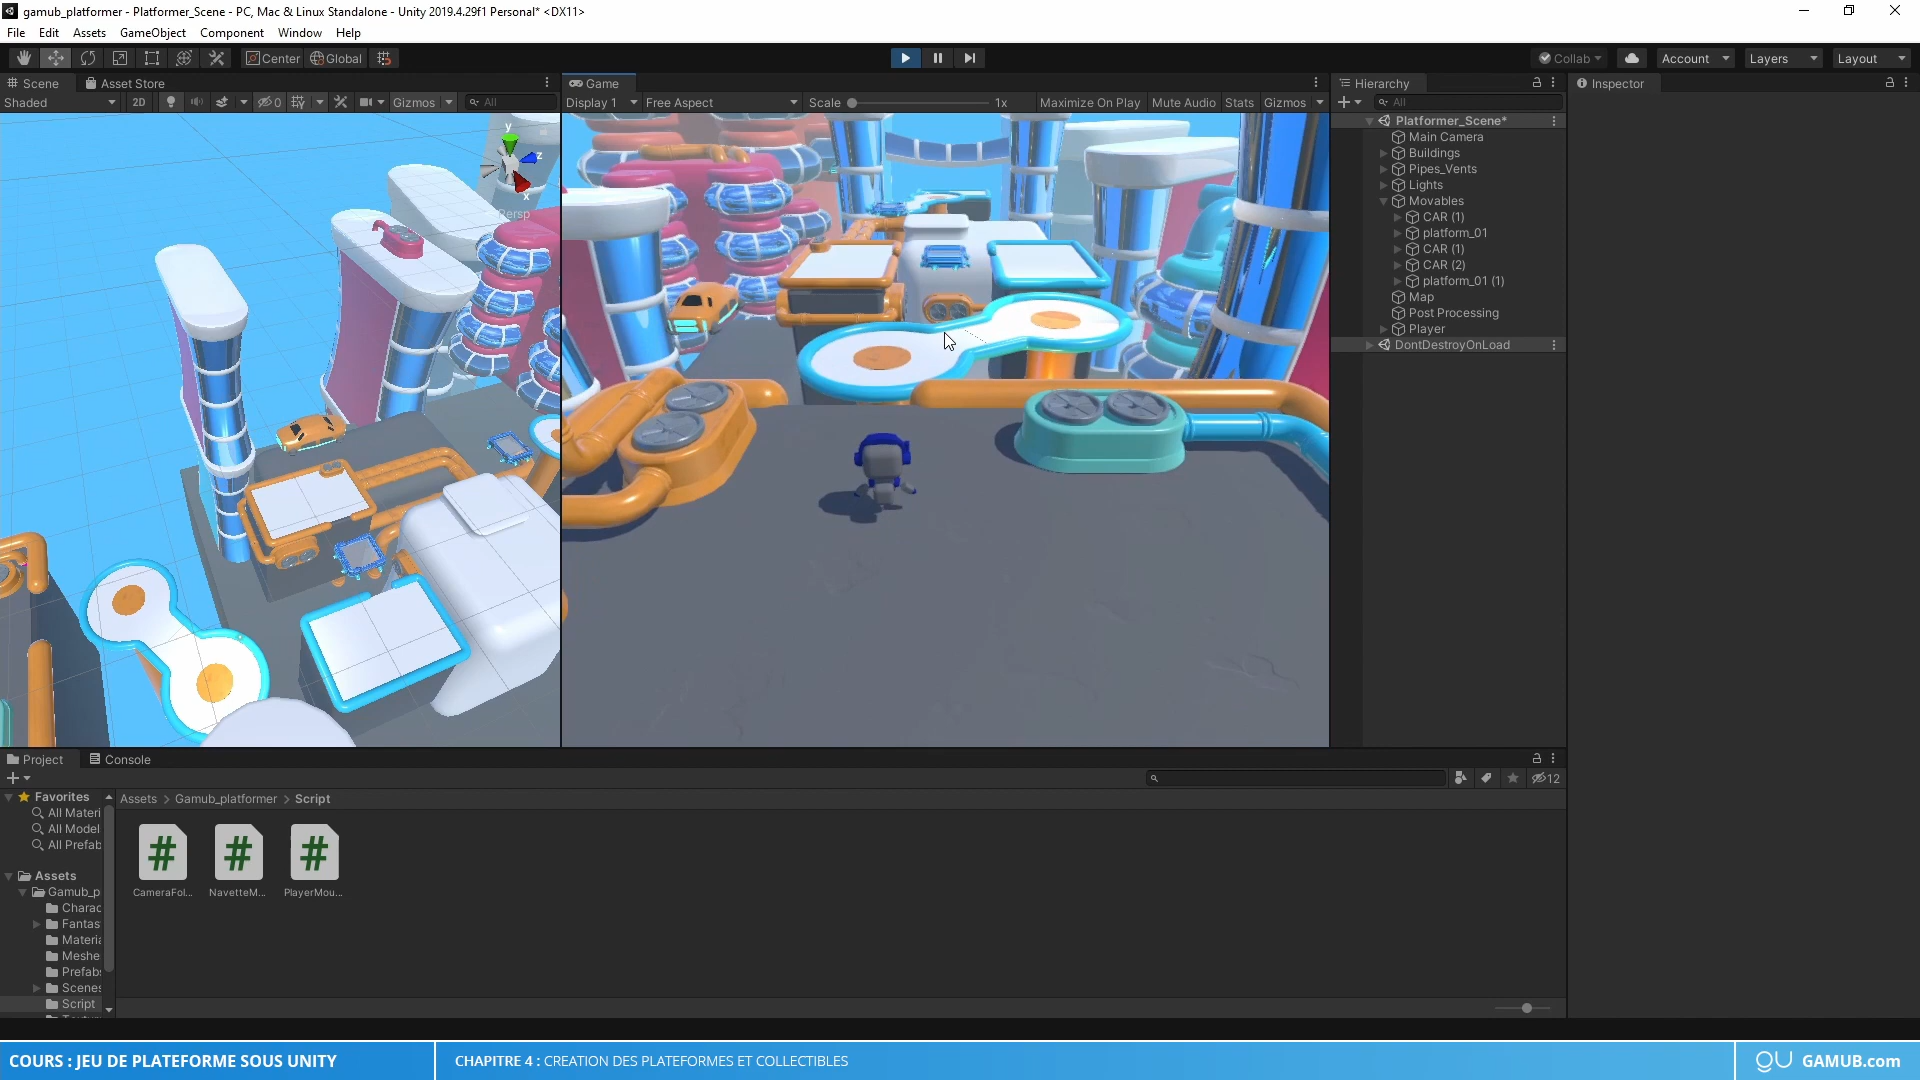 gamub_platformer - Platformer_Scene - PC, Mac & Linux Standalone - Unity 2019.4.29f1 Personal* <DX11>
File Edit Assets GameObject Component Window Help
Center Global Collab Account Layers Layout
Scene Asset Store
Shaded 2D 0 Gizmos All
y
z
x
Persp
Game
Display 1 Free Aspect Scale 1x Maximize On Play Mute Audio Stats Gizmos
Hierarchy
All
Platformer_Scene*
Main Camera
Buildings
Pipes_Vents
Lights
Movables
CAR (1)
platform_01
CAR (1)
CAR (2)
platform_01 (1)
Map
Post Processing
Player
DontDestroyOnLoad
Inspector
Project Console
12
Favorites
All Materi
All Model
All Prefab
Assets
Gamub_p
Charac
Fantas
Materia
Meshe
Prefabs
Scenes
Script
Assets > Gamub_platformer > Script
CameraFol... NavetteM... PlayerMou...
COURS : JEU DE PLATEFORME SOUS UNITY
CHAPITRE 4 : CREATION DES PLATEFORMES ET COLLECTIBLES
GAMUB.com